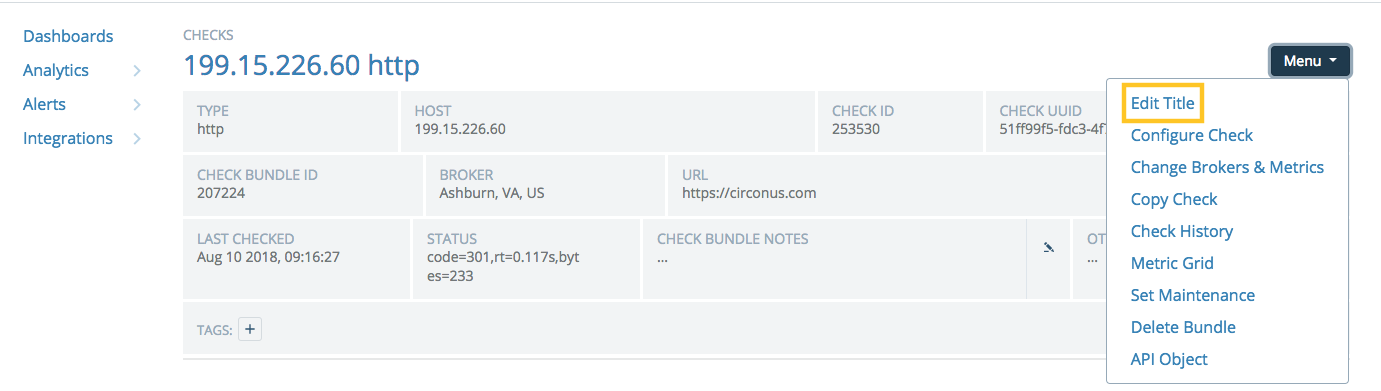 Dashboards
Analytics
Alerts
Integrations
CHECKS
199.15.226.60 http
Menu
Edit Title
Configure Check
Change Brokers & Metrics
Copy Check
Check History
Metric Grid
Set Maintenance
Delete Bundle
API Object
TYPE
http
HOST
199.15.226.60
CHECK ID
253530
CHECK UUID
51ff99f5-fdc3-4f7
CHECK BUNDLE ID
207224
BROKER
Ashburn, VA, US
URL
https://circonus.com
LAST CHECKED
Aug 10 2018, 09:16:27
STATUS
code=301,rt=0.117s,byt
es=233
CHECK BUNDLE NOTES
...
OT
...
TAGS: +